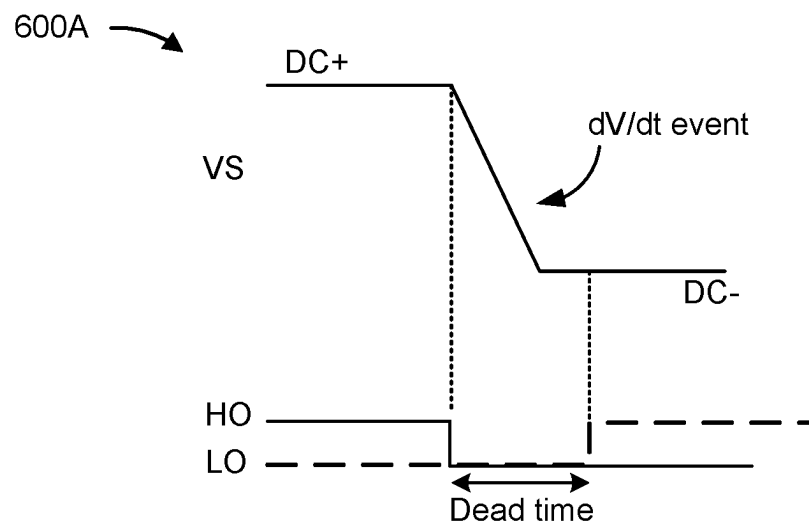 600A
DC+
dV/dt event
VS
DC-
HO
LO
Dead time